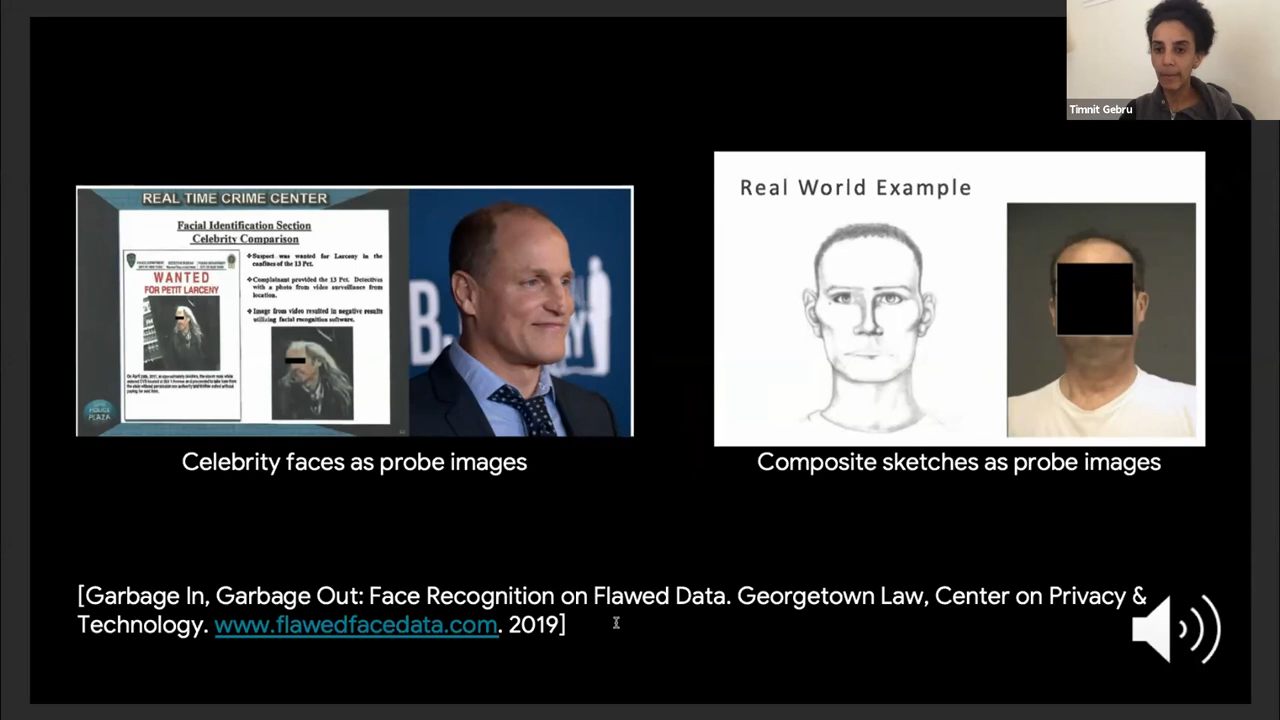 Timnit Gebru
REAL TIME CRIME CENTER
Facial Identification Section
Celebrity Comparison
WANTED
FOR PETIT LARCENY
❖Suspect was wanted for Larceny in the
confines of the 13 Pct.
❖Complainant provided the 13 Pct. Detectives
with a photo from video surveillance from
location.
❖Image from video resulted in negative results
utilizing facial recognition software.
POLICE
PLAZA
B
Real World Example
Celebrity faces as probe images
Composite sketches as probe images
[Garbage In, Garbage Out: Face Recognition on Flawed Data. Georgetown Law, Center on Privacy &
Technology. www.flawedfacedata.com. 2019]